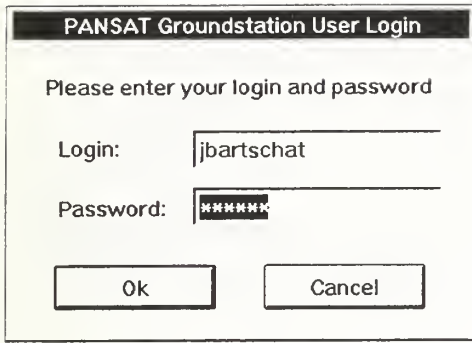 PANSAT Groundstation User Login
Please enter your login and password
Login: jbartschat
Password: ******
Ok Cancel